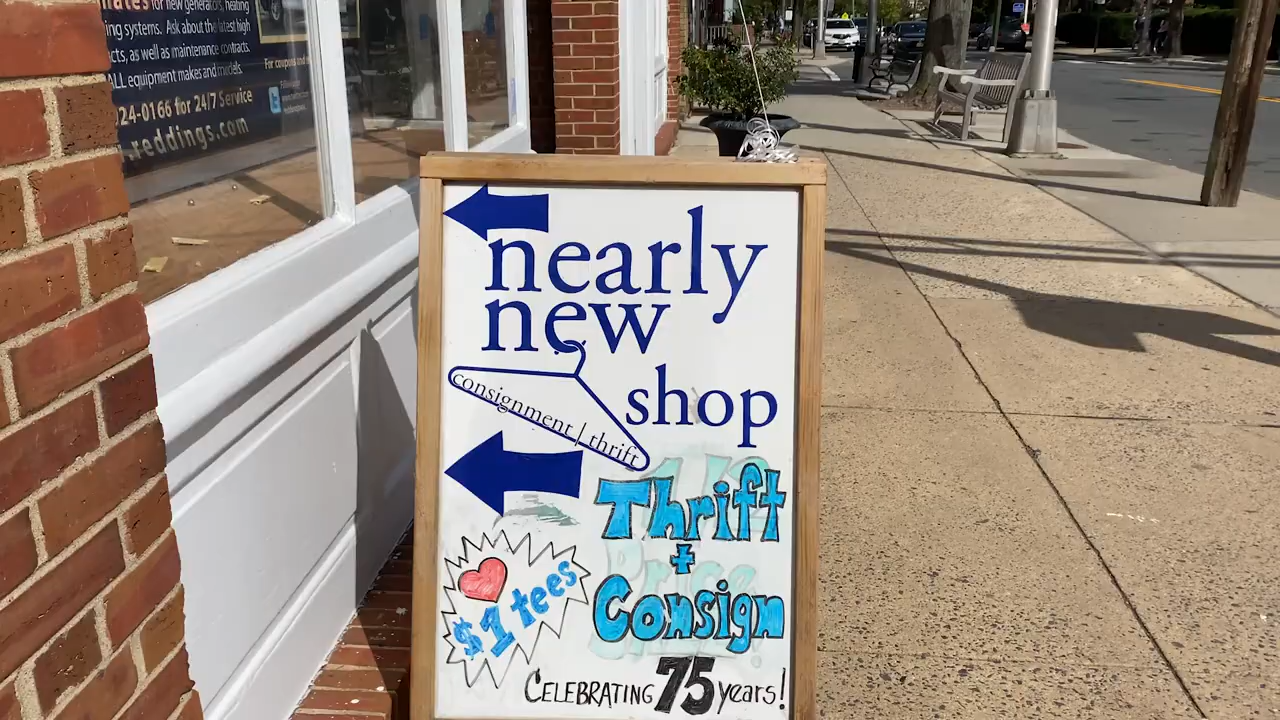 mates for new generators, heating
ing systems. Ask about the latest high
cts, as well as maintenance contracts.
ALL equipment makes and models.
For coupons and
24-0166 for 24/7 Service
.reddings.com
nearly
new
shop
consignment / thrift
Thrift
+
Consign
$1 tees
CELEBRATING 75 years!